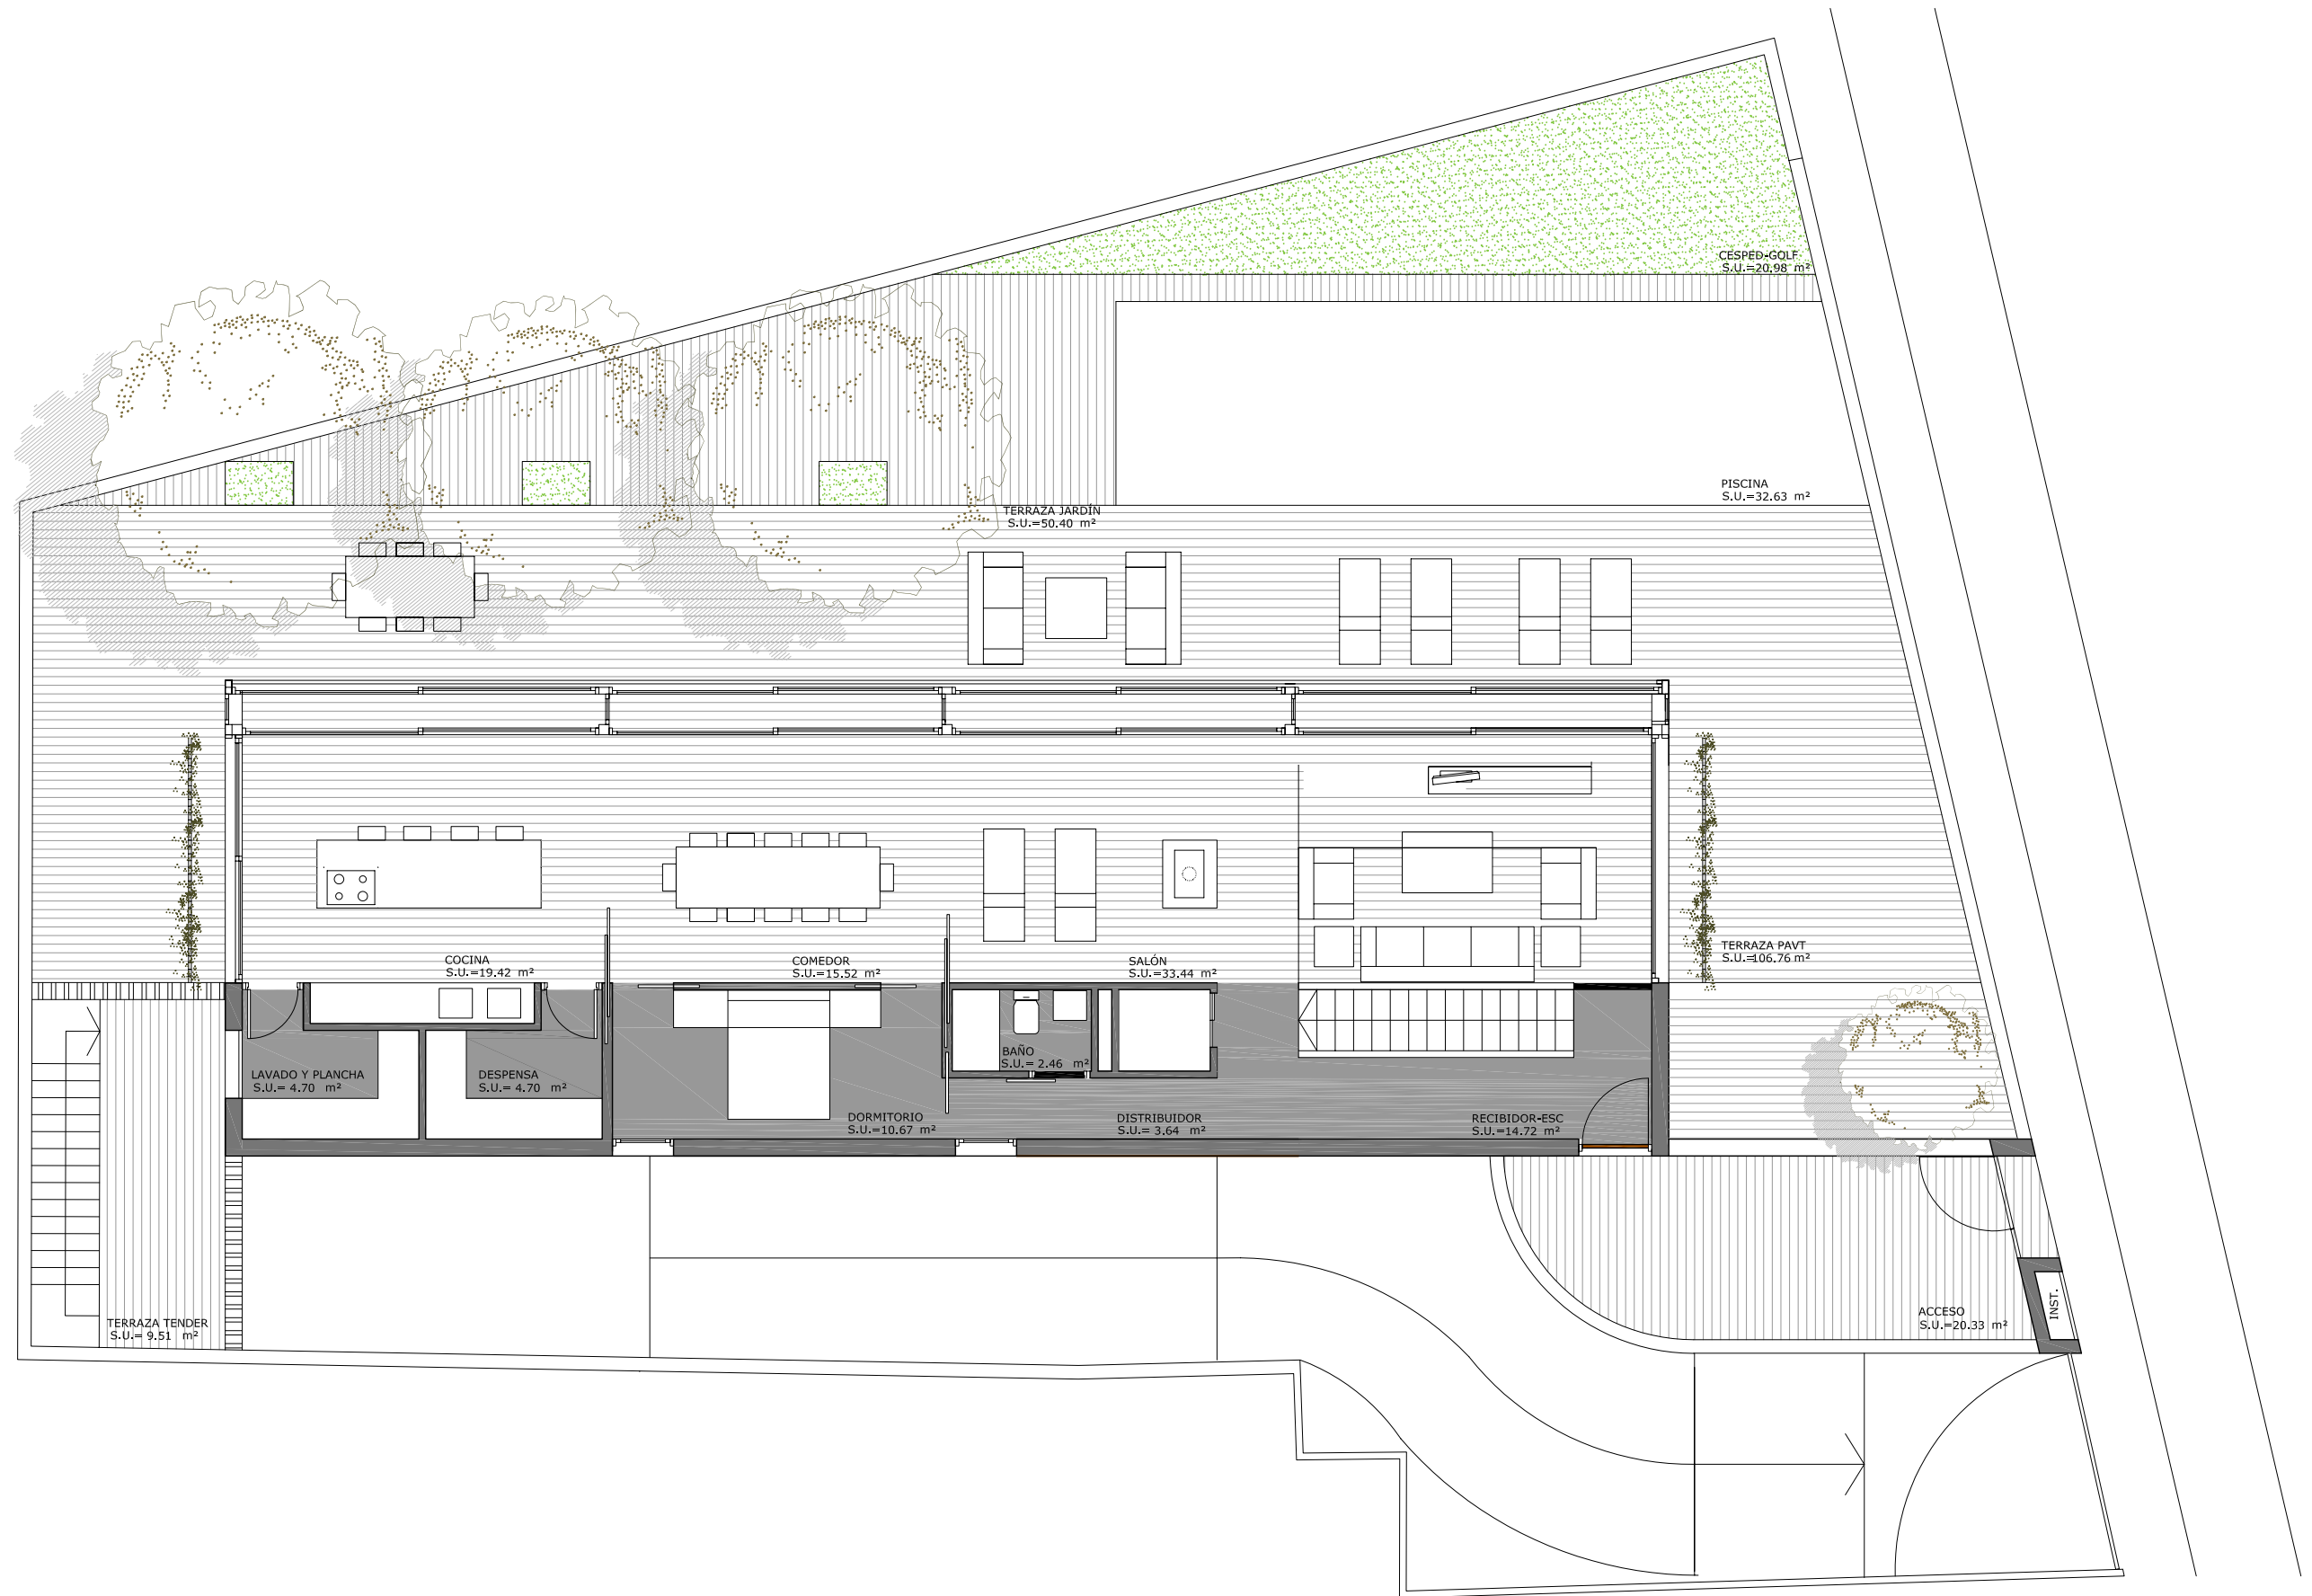 CESPED-GOLF
S.U.=20.98 m²
PISCINA
S.U.=32.63 m²
TERRAZA JARDÍN
S.U.=50.40 m²
TERRAZA PAVT
S.U.=106.76 m²
COCINA
S.U.=19.42 m²
COMEDOR
S.U.=15.52 m²
SALÓN
S.U.=33.44 m²
BAÑO
S.U.= 2.46 m²
LAVADO Y PLANCHA
S.U.= 4.70 m²
DESPENSA
S.U.= 4.70 m²
DORMITORIO
S.U.=10.67 m²
DISTRIBUIDOR
S.U.= 3.64 m²
RECIBIDOR-ESC
S.U.=14.72 m²
TERRAZA TENDER
S.U.= 9.51 m²
ACCESO
S.U.=20.33 m²
INST.